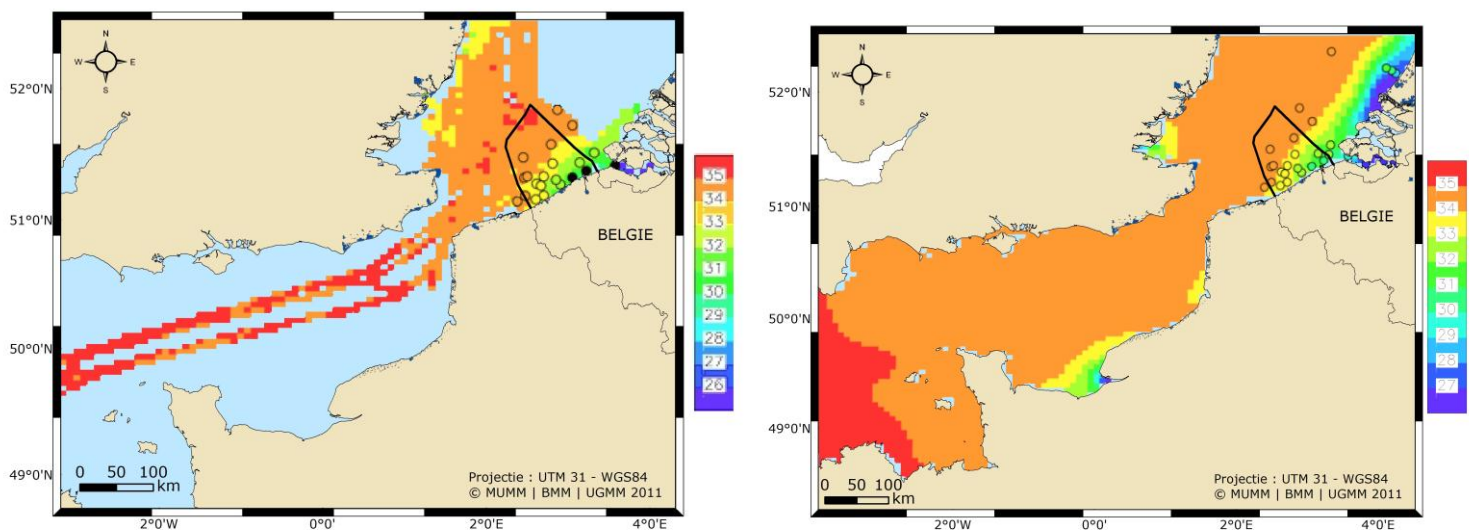 N
W E
S
52°0'N
51°0'N
50°0'N
49°0'N
BELGIE
35
34
33
32
31
30
29
28
27
26
0 50 100
km
Projectie : UTM 31 - WGS84
© MUMM | BMM | UGMM 2011
2°0'W 0°0' 2°0'E 4°0'E
N
W E
S
52°0'N
51°0'N
50°0'N
49°0'N
BELGIE
35
34
33
32
31
30
29
28
27
0 50 100
km
Projectie : UTM 31 - WGS84
© MUMM | BMM | UGMM 2011
2°0'W 0°0' 2°0'E 4°0'E